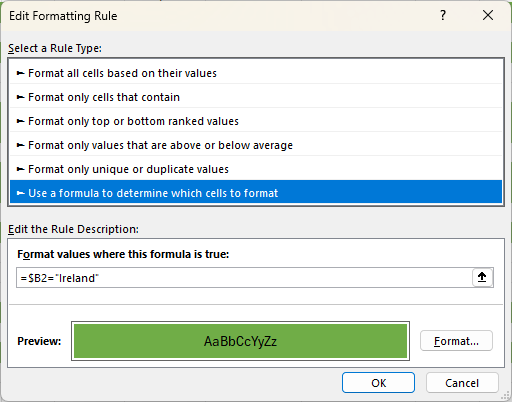 Edit Formatting Rule
?
Select a Rule Type:
► Format all cells based on their values
► Format only cells that contain
► Format only top or bottom ranked values
► Format only values that are above or below average
► Format only unique or duplicate values
► Use a formula to determine which cells to format
Edit the Rule Description:
Format values where this formula is true:
=$B2="Ireland"
Preview: AaBbCcYyZz Format...
OK Cancel